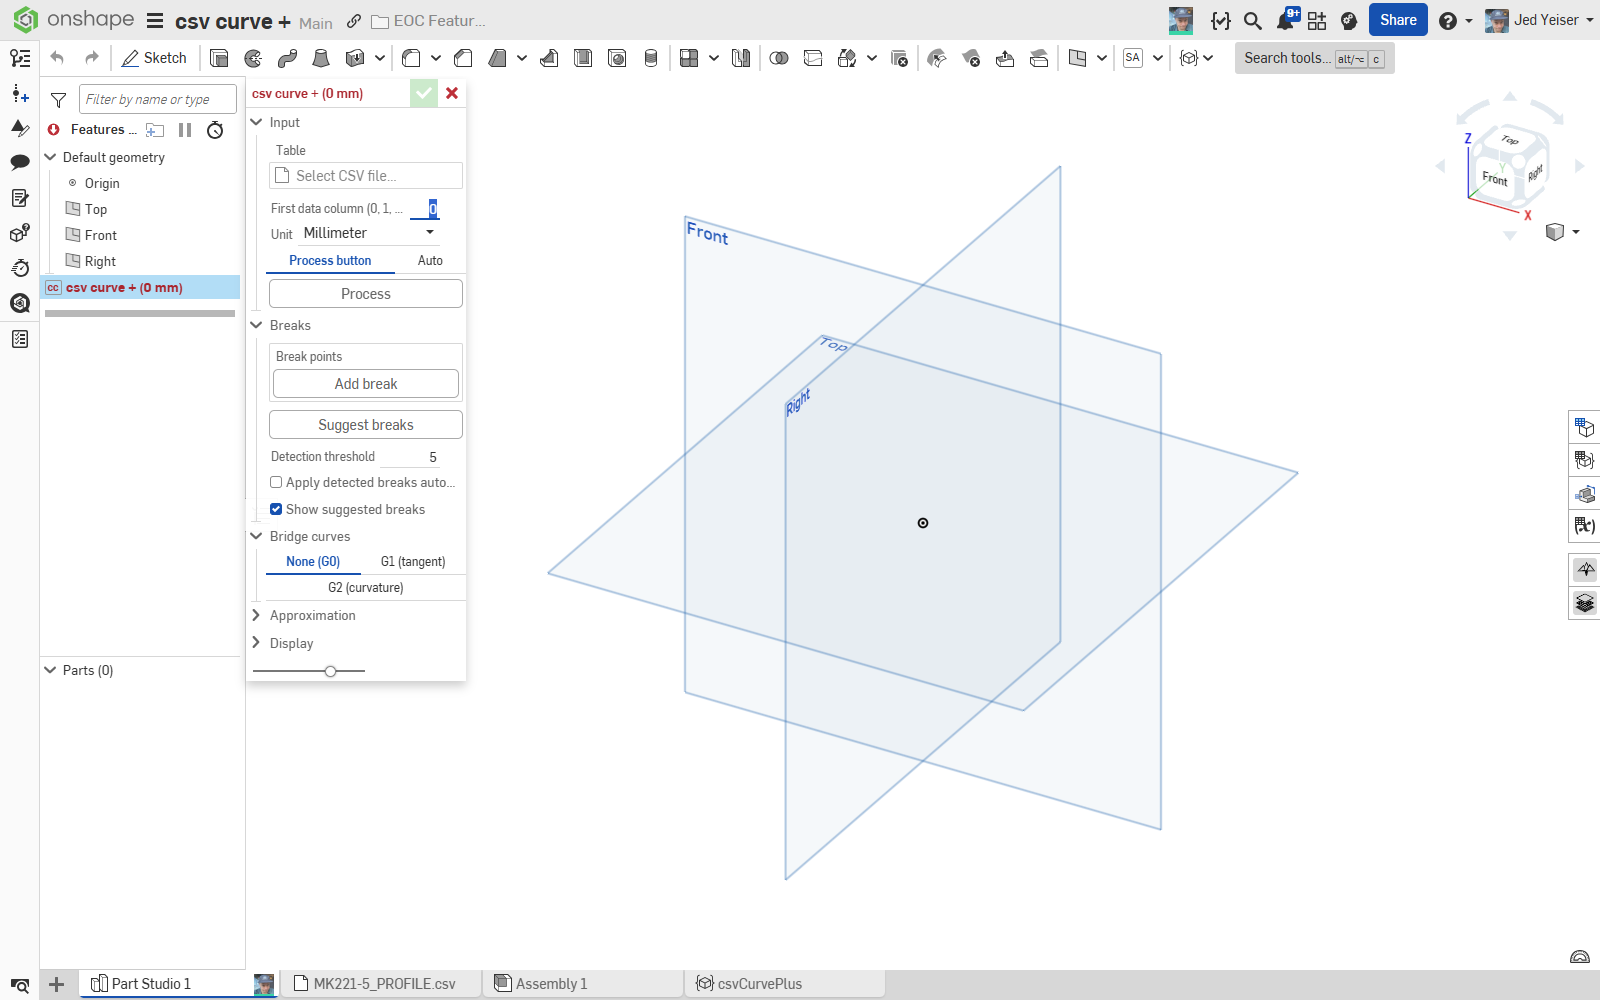 onshape csv curve + Main EOC Featur... 9+ Share Jed Yeiser
Sketch SA Search tools... alt/⌥ c
Filter by name or type
Features ...
Default geometry
Origin
Top
Front
Right
cc csv curve + (0 mm)
Parts (0)
csv curve + (0 mm)
Input
Table
Select CSV file...
First data column (0, 1, ... 0
Unit Millimeter
Process button Auto
Process
Breaks
Break points
Add break
Suggest breaks
Detection threshold 5
Apply detected breaks auto...
Show suggested breaks
Bridge curves
None (G0) G1 (tangent)
G2 (curvature)
Approximation
Display
Front
Top
Right
Z
Top
Y
Front
Right
X
Part Studio 1 MK221-5_PROFILE.csv Assembly 1 csvCurvePlus